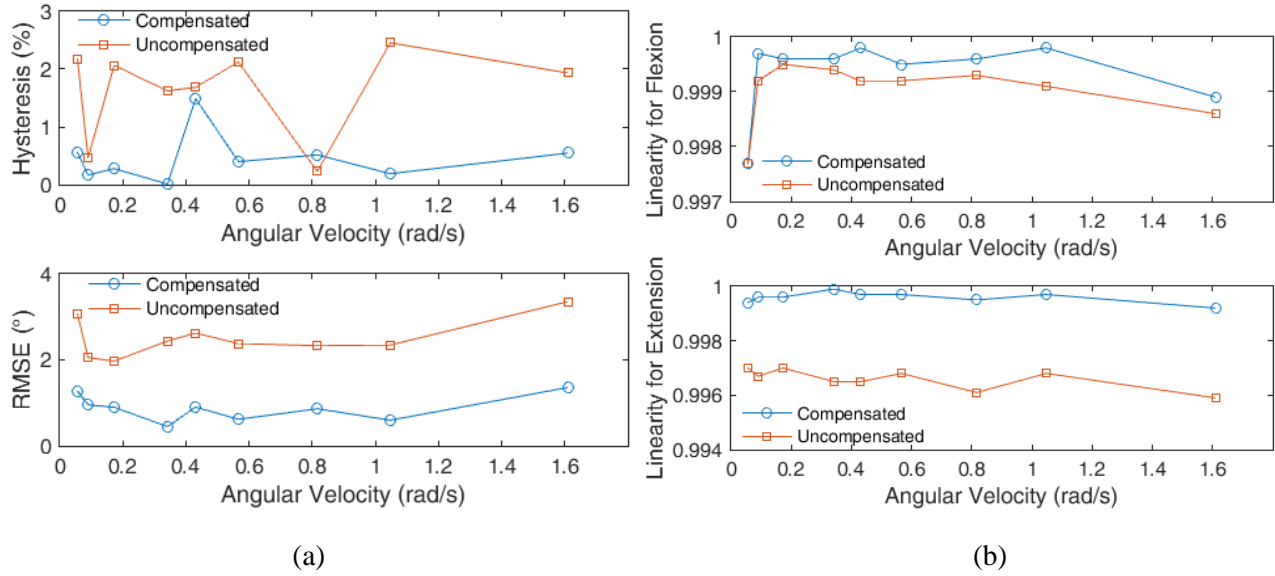 Hysteresis (%)
3
2
1
0
Compensated
Uncompensated
0 0.2 0.4 0.6 0.8 1 1.2 1.4 1.6
Angular Velocity (rad/s)
RMSE (°)
4
2
0
Compensated
Uncompensated
0 0.2 0.4 0.6 0.8 1 1.2 1.4 1.6
Angular Velocity (rad/s)
(a)
Linearity for Flexion
1
0.999
0.998
0.997
Compensated
Uncompensated
0 0.2 0.4 0.6 0.8 1 1.2 1.4 1.6
Angular Velocity (rad/s)
Linearity for Extension
1
0.998
0.996
0.994
Compensated
Uncompensated
0 0.2 0.4 0.6 0.8 1 1.2 1.4 1.6
Angular Velocity (rad/s)
(b)